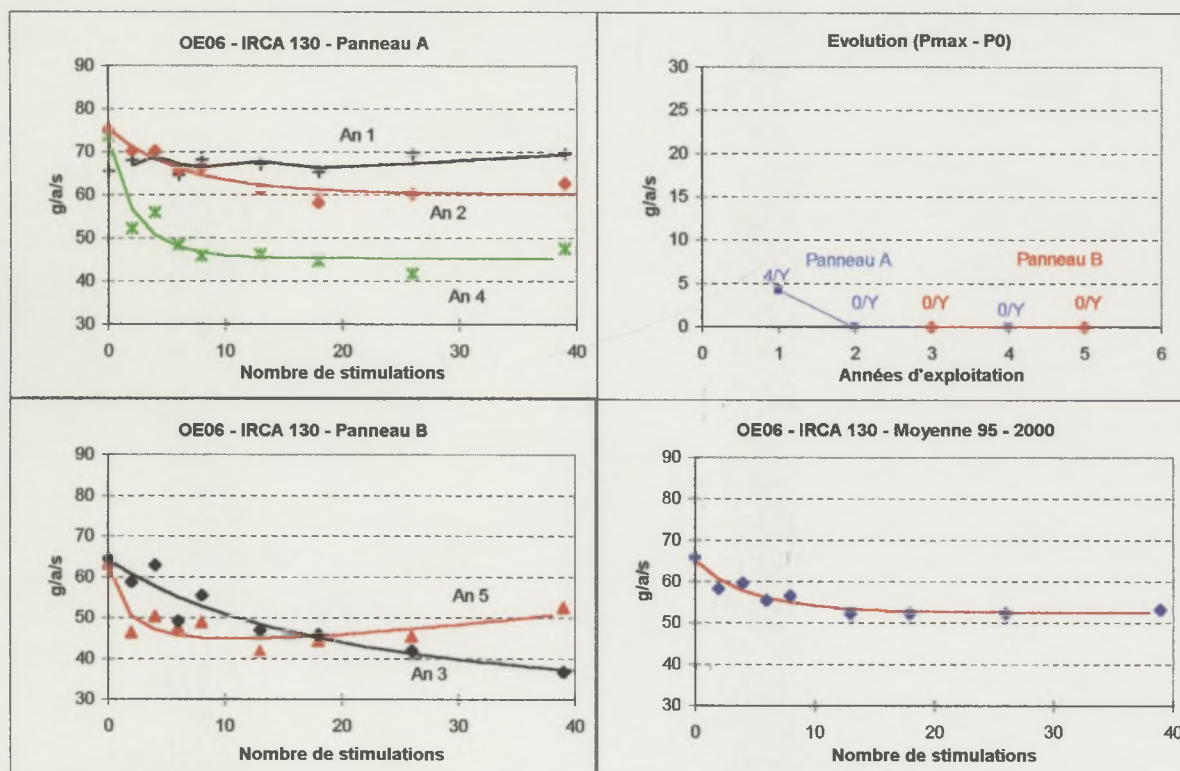 OE06 - IRCA 130 - Panneau A
90
80
70
60
50
40
30
g/a/s
An 1
An 2
An 4
0
10
20
30
40
Nombre de stimulations
Evolution (Pmax - P0)
30
25
20
15
10
5
0
Panneau A
Panneau B
4/Y
0/Y
0/Y
0/Y
0/Y
0
1
2
3
4
5
6
Années d'exploitation
OE06 - IRCA 130 - Panneau B
90
80
70
60
50
40
30
g/a/s
An 5
An 3
0
10
20
30
40
Nombre de stimulations
OE06 - IRCA 130 - Moyenne 95 - 2000
90
80
70
60
50
40
30
g/a/s
0
10
20
30
40
Nombre de stimulations